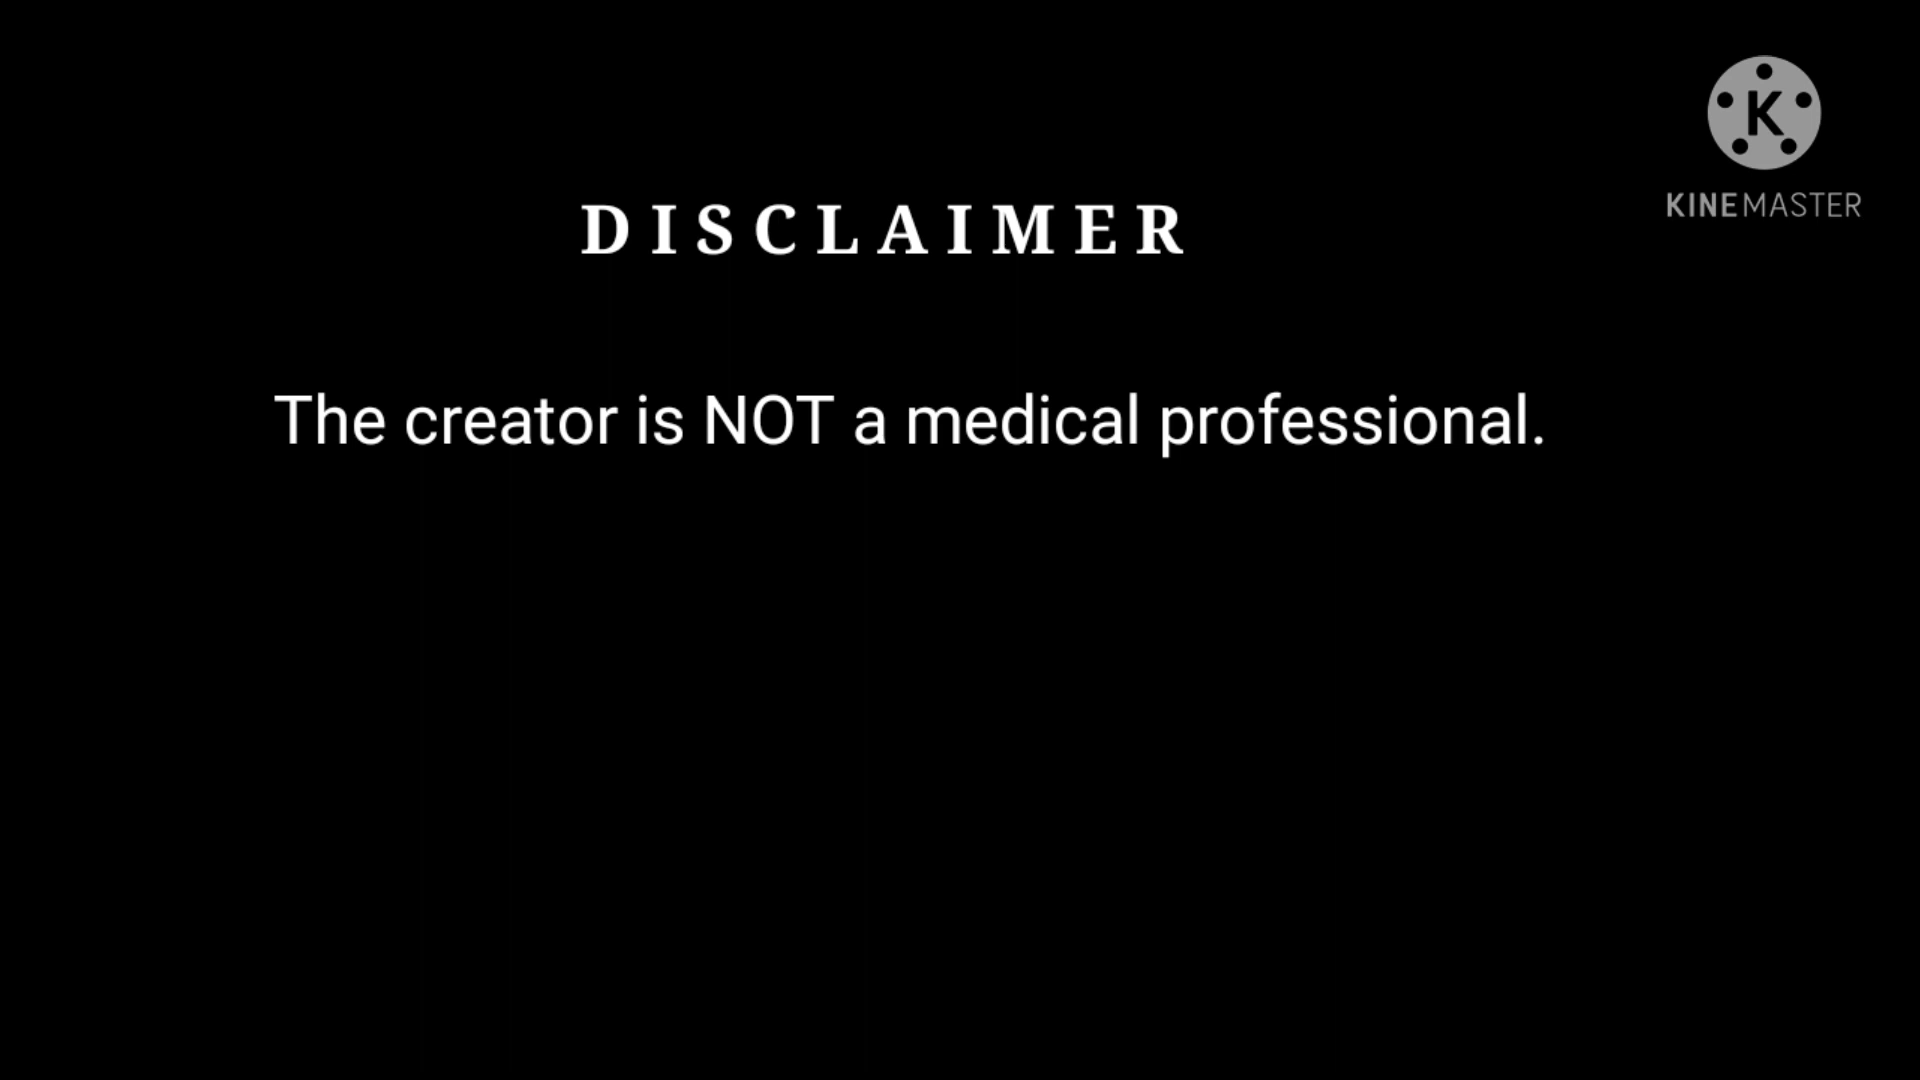 K
KINEMASTER
DISCLAIMER
The creator is NOT a medical professional.